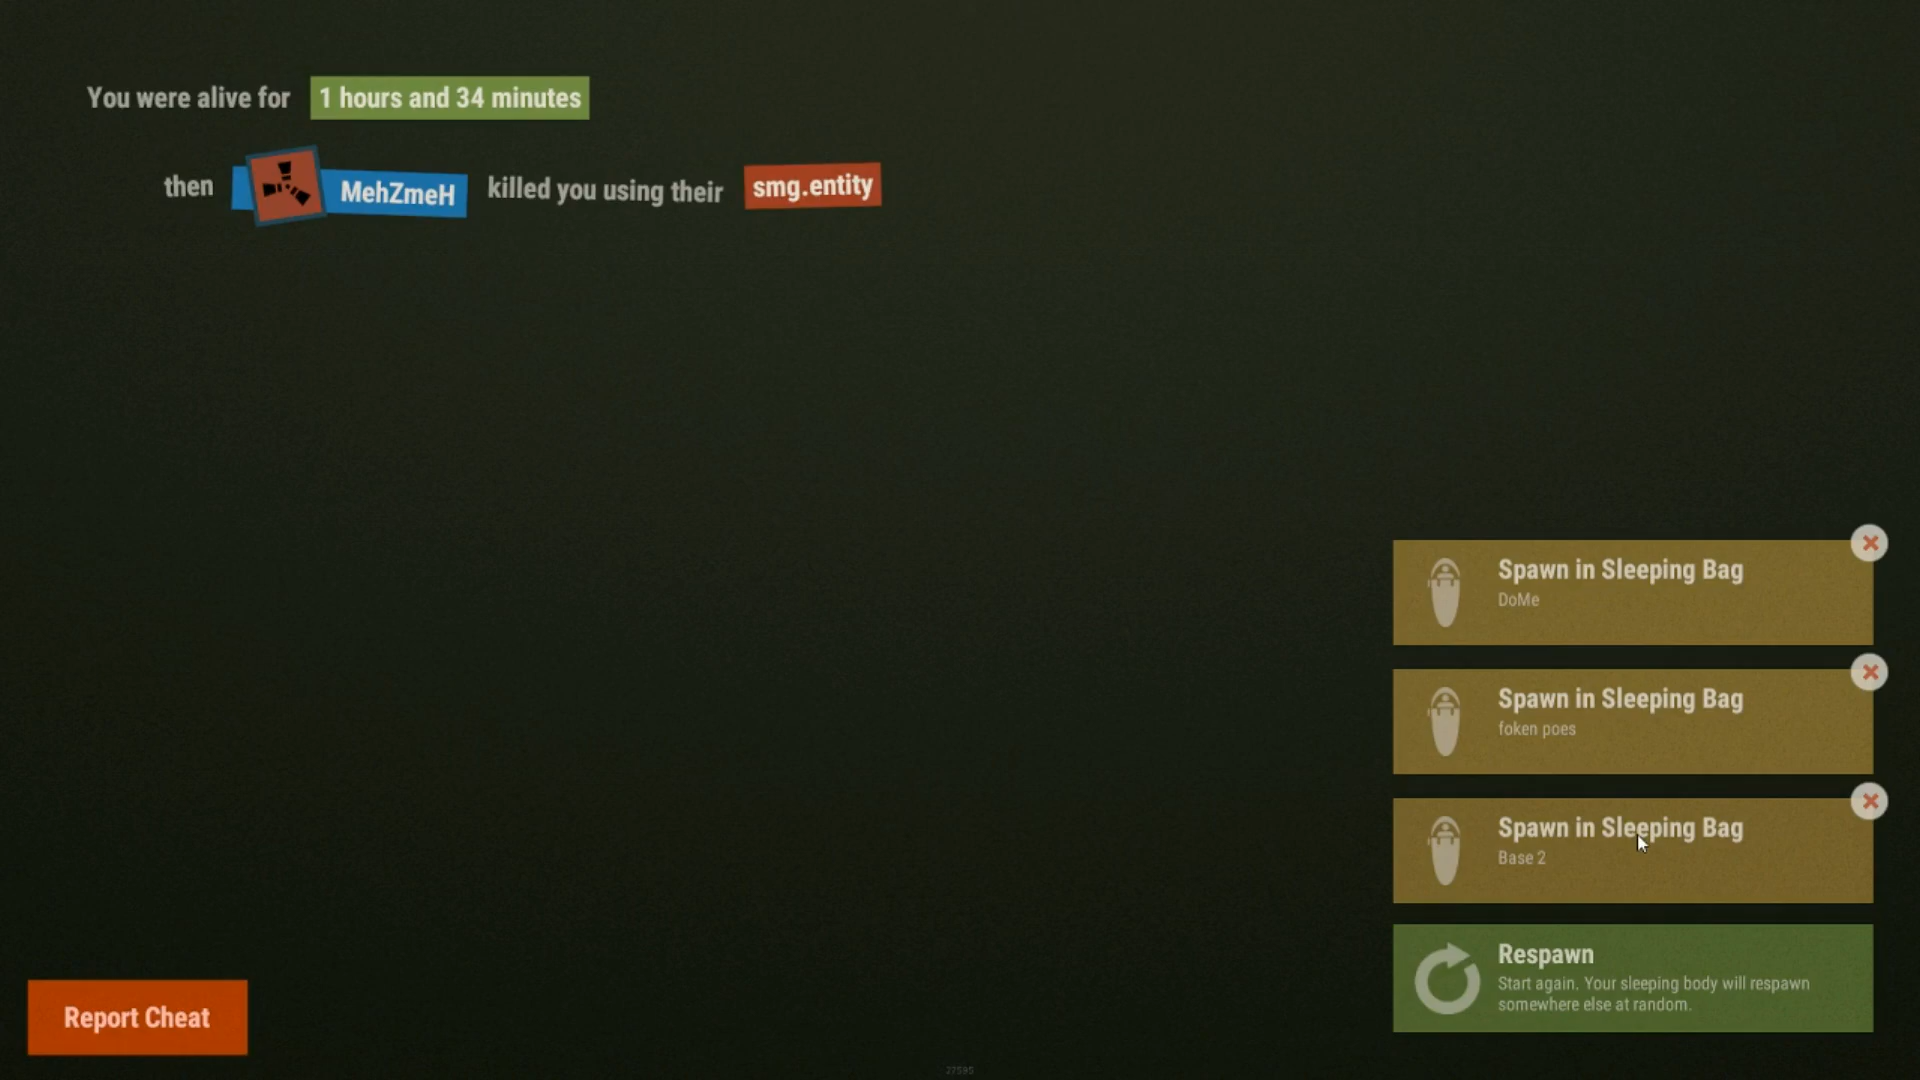 You were alive for 1 hours and 34 minutes
then MehZmeH killed you using their smg.entity
Spawn in Sleeping Bag
DoMe
Spawn in Sleeping Bag
foken poes
Spawn in Sleeping Bag
Base 2
Respawn
Start again. Your sleeping body will respawn
somewhere else at random.
Report Cheat
27595